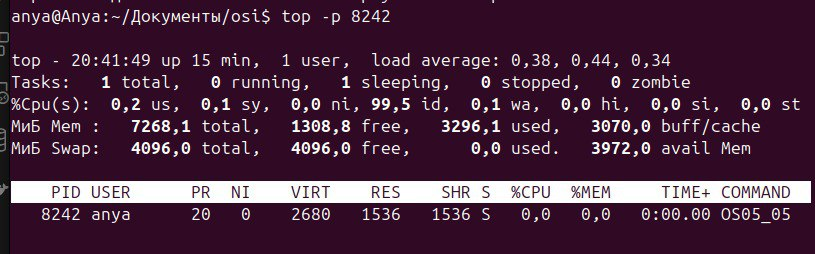 anya@Anya:~/Документы/osi$ top -p 8242
top - 20:41:49 up 15 min,  1 user,  load average: 0,38, 0,44, 0,34
Tasks:   1 total,   0 running,   1 sleeping,   0 stopped,   0 zombie
%Cpu(s):  0,2 us,  0,1 sy,  0,0 ni, 99,5 id,  0,1 wa,  0,0 hi,  0,0 si,  0,0 st
МиБ Mem :   7268,1 total,   1308,8 free,   3296,1 used,   3070,0 buff/cache
МиБ Swap:   4096,0 total,   4096,0 free,      0,0 used.   3972,0 avail Mem
PID USER      PR  NI    VIRT    RES    SHR S  %CPU  %MEM     TIME+ COMMAND
8242 anya      20   0    2680   1536   1536 S   0,0   0,0   0:00.00 OS05_05